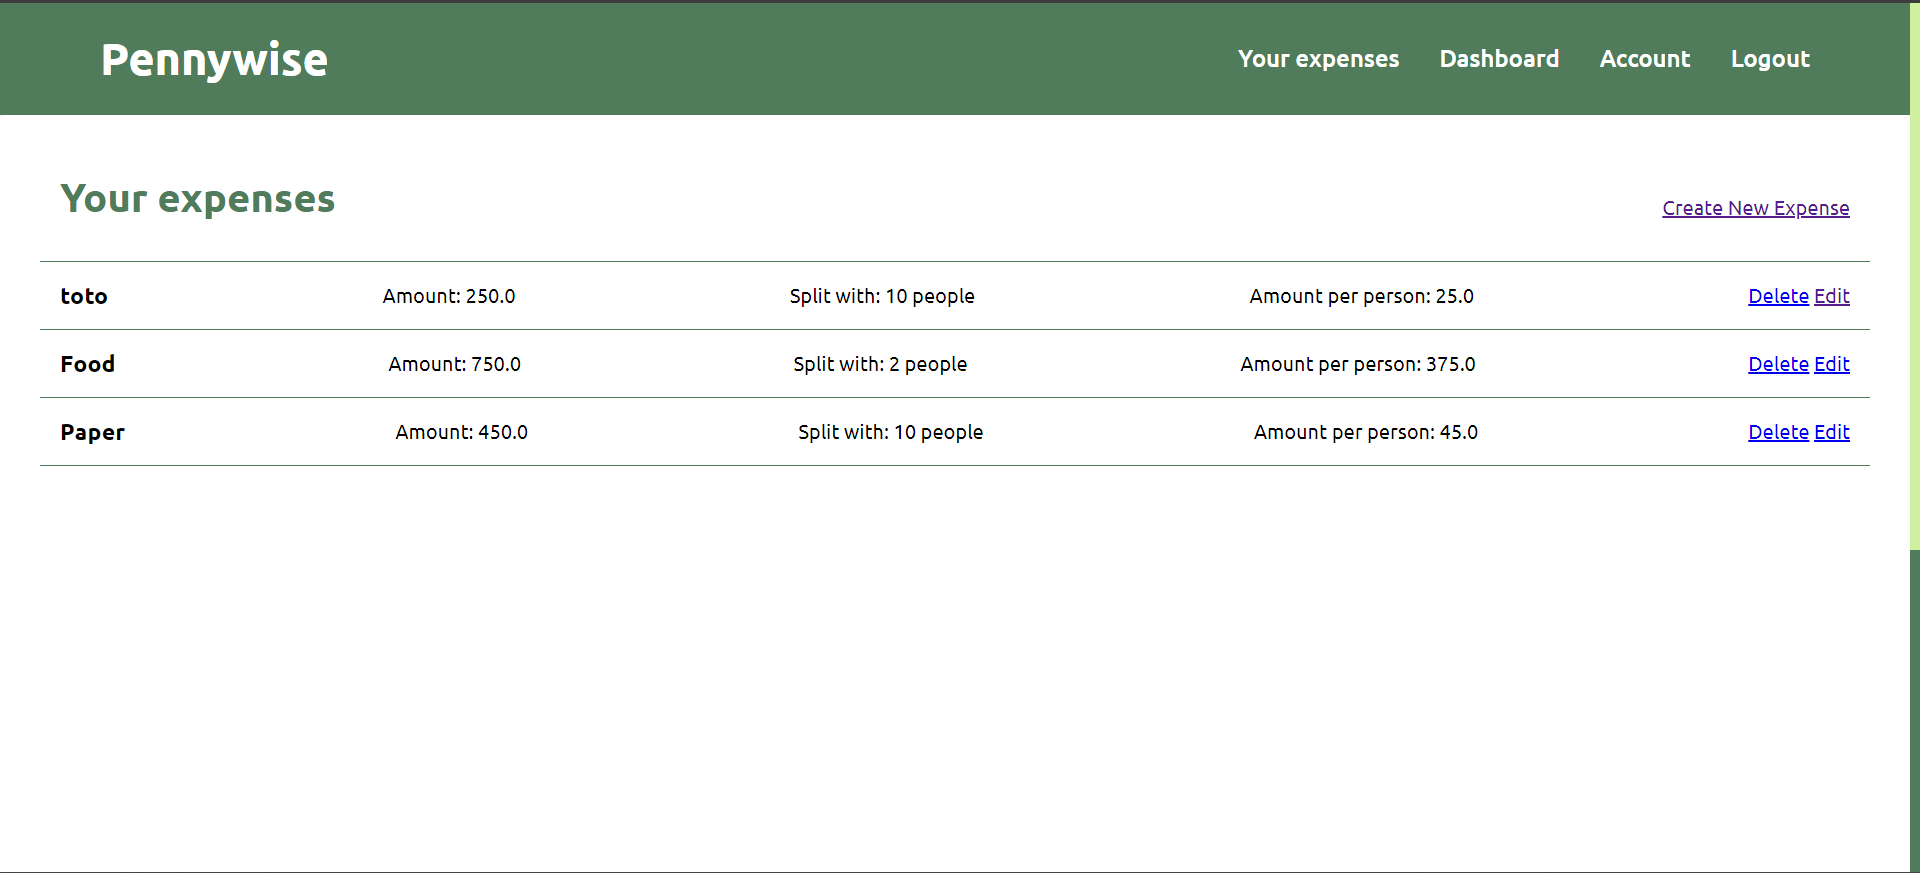 Pennywise Your expenses Dashboard Account Logout
Your expenses Create New Expense
toto Amount: 250.0 Split with: 10 people Amount per person: 25.0 Delete Edit
Food Amount: 750.0 Split with: 2 people Amount per person: 375.0 Delete Edit
Paper Amount: 450.0 Split with: 10 people Amount per person: 45.0 Delete Edit